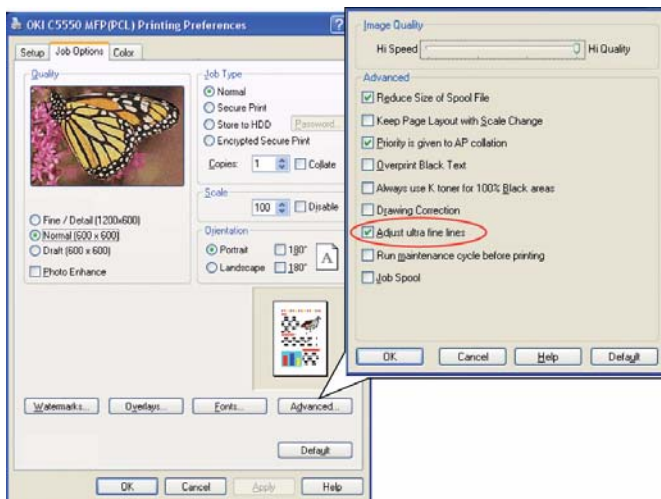 OKI C5550 MFP(PCL) Printing Preferences
?
Setup
Job Options
Color
Quality
Fine / Detail (1200x600)
Normal (600 x 600)
Draft (600 x 600)
Photo Enhance
Job Type
Normal
Secure Print
Store to HDD
Password...
Encrypted Secure Print
Copies: 1
Collate
Scale
100
Disable
Orientation
Portrait
180°
Landscape
180°
A
Watermarks...
Overlays...
Fonts...
Advanced...
Default
OK
Cancel
Apply
Help
Image Quality
Hi Speed
Hi Quality
Advanced
Reduce Size of Spool File
Keep Page Layout with Scale Change
Priority is given to AP collation
Overprint Black Text
Always use K toner for 100% Black areas
Drawing Correction
Adjust ultra fine lines
Run maintenance cycle before printing
Job Spool
OK
Cancel
Help
Default